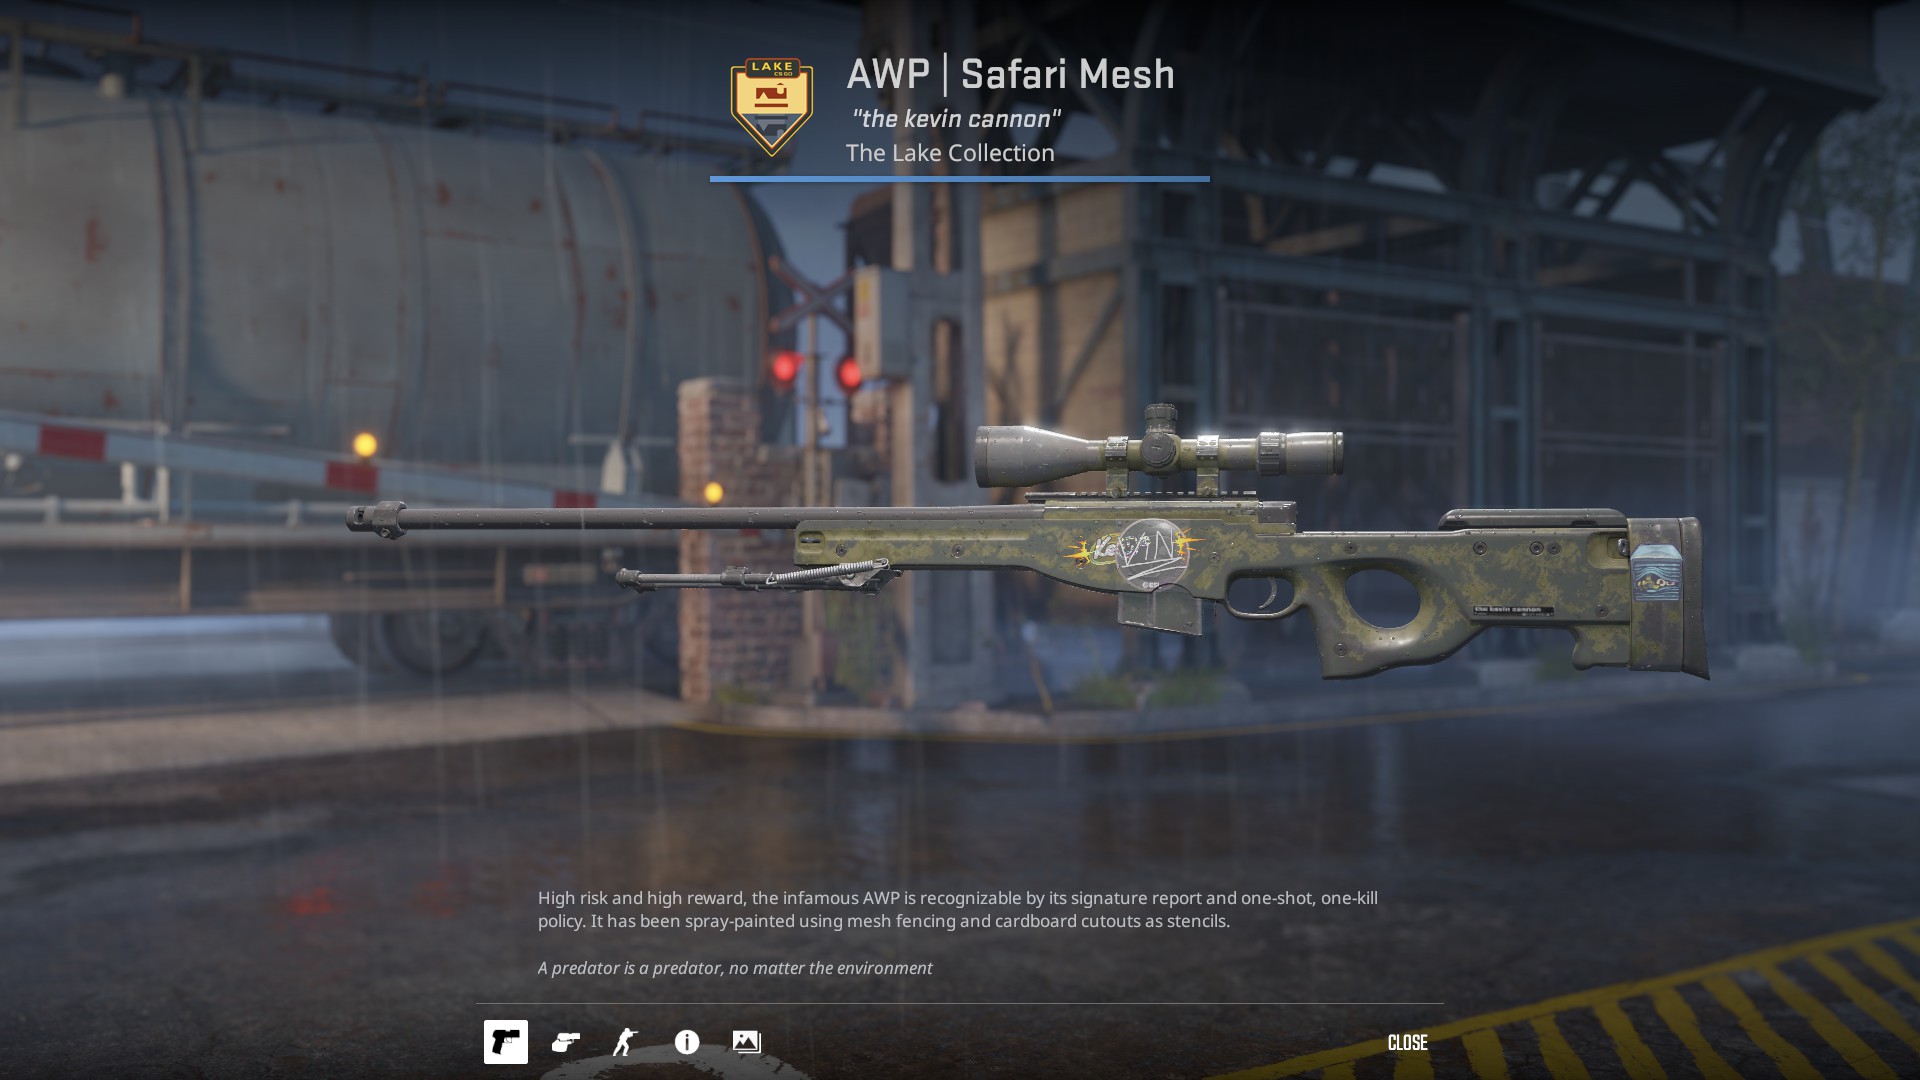 LAKE
CS GO
AWP | Safari Mesh
"the kevin cannon"
The Lake Collection
the kevin cannon
High risk and high reward, the infamous AWP is recognizable by its signature report and one-shot, one-kill
policy. It has been spray-painted using mesh fencing and cardboard cutouts as stencils.
A predator is a predator, no matter the environment
CLOSE